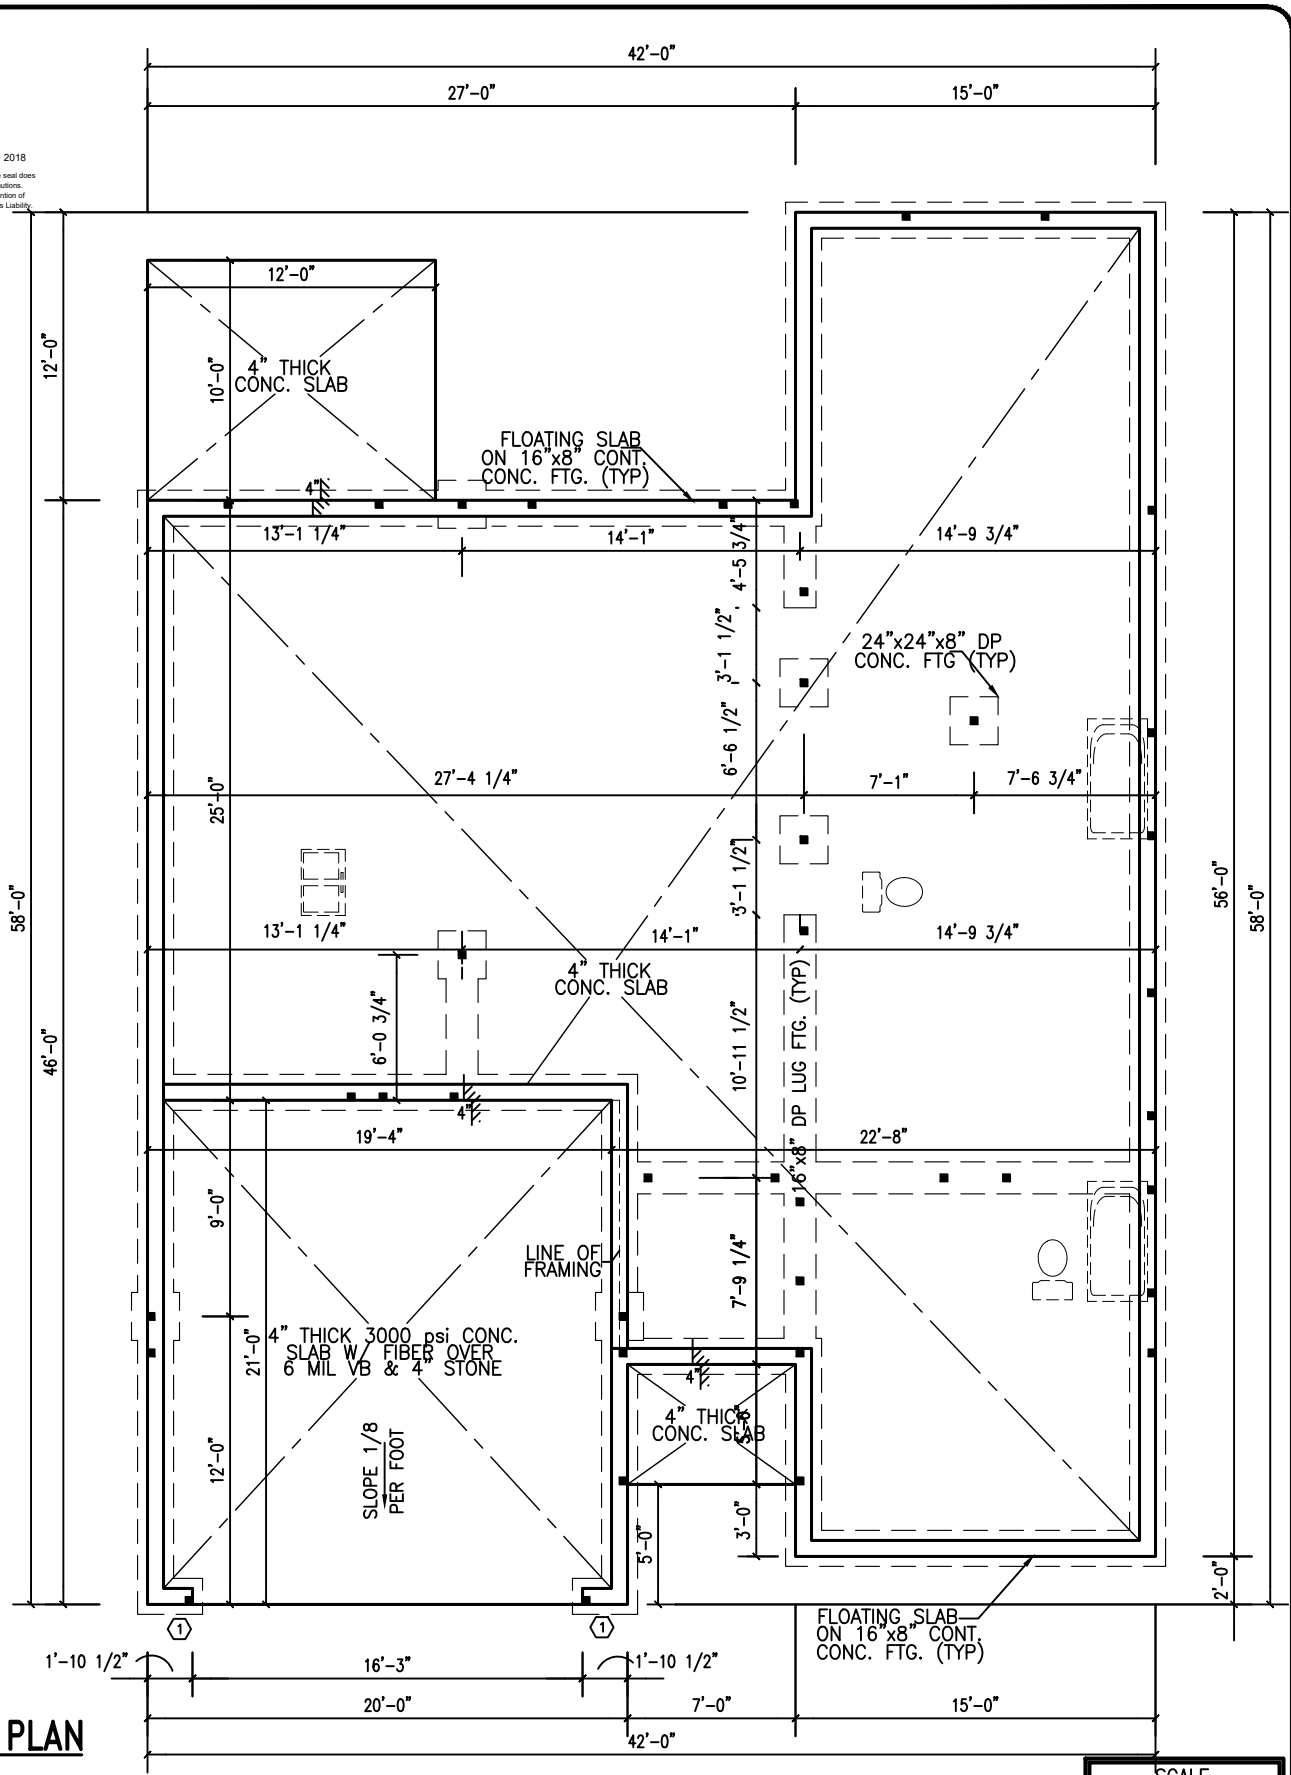 42'-0"
27'-0"
15'-0"
2018
seal does
s Liability.
12'-0"
12'-0"
10'-0"
4" THICK
CONC. SLAB
FLOATING SLAB
ON 16"x8" CONT.
CONC. FTG. (TYP)
4"
13'-1 1/4"
14'-1"
14'-9 3/4"
4'-5 3/4"
3'-1 1/2"
24"x24"x8" DP
CONC. FTG (TYP)
6'-6 1/2"
27'-4 1/4"
7'-1"
7'-6 3/4"
25'-0"
3'-1 1/2"
58'-0"
56'-0"
58'-0"
13'-1 1/4"
14'-1"
14'-9 3/4"
4" THICK
CONC. SLAB
6'-0 3/4"
46'-0"
10'-11 1/2"
16"x8" DP LUG FTG. (TYP)
4"
19'-4"
22'-8"
9'-0"
LINE OF
FRAMING
7'-9 1/4"
21'-0"
4" THICK 3000 psi CONC.
SLAB W/ FIBER OVER
6 MIL VB & 4" STONE
4"
4" THICK
CONC. SLAB
5'-0"
12'-0"
SLOPE 1/8
PER FOOT
5'-0"
3'-0"
2'-0"
FLOATING SLAB
ON 16"x8" CONT.
CONC. FTG. (TYP)
1
1
1'-10 1/2"
16'-3"
1'-10 1/2"
20'-0"
7'-0"
15'-0"
PLAN
42'-0"
SCALE